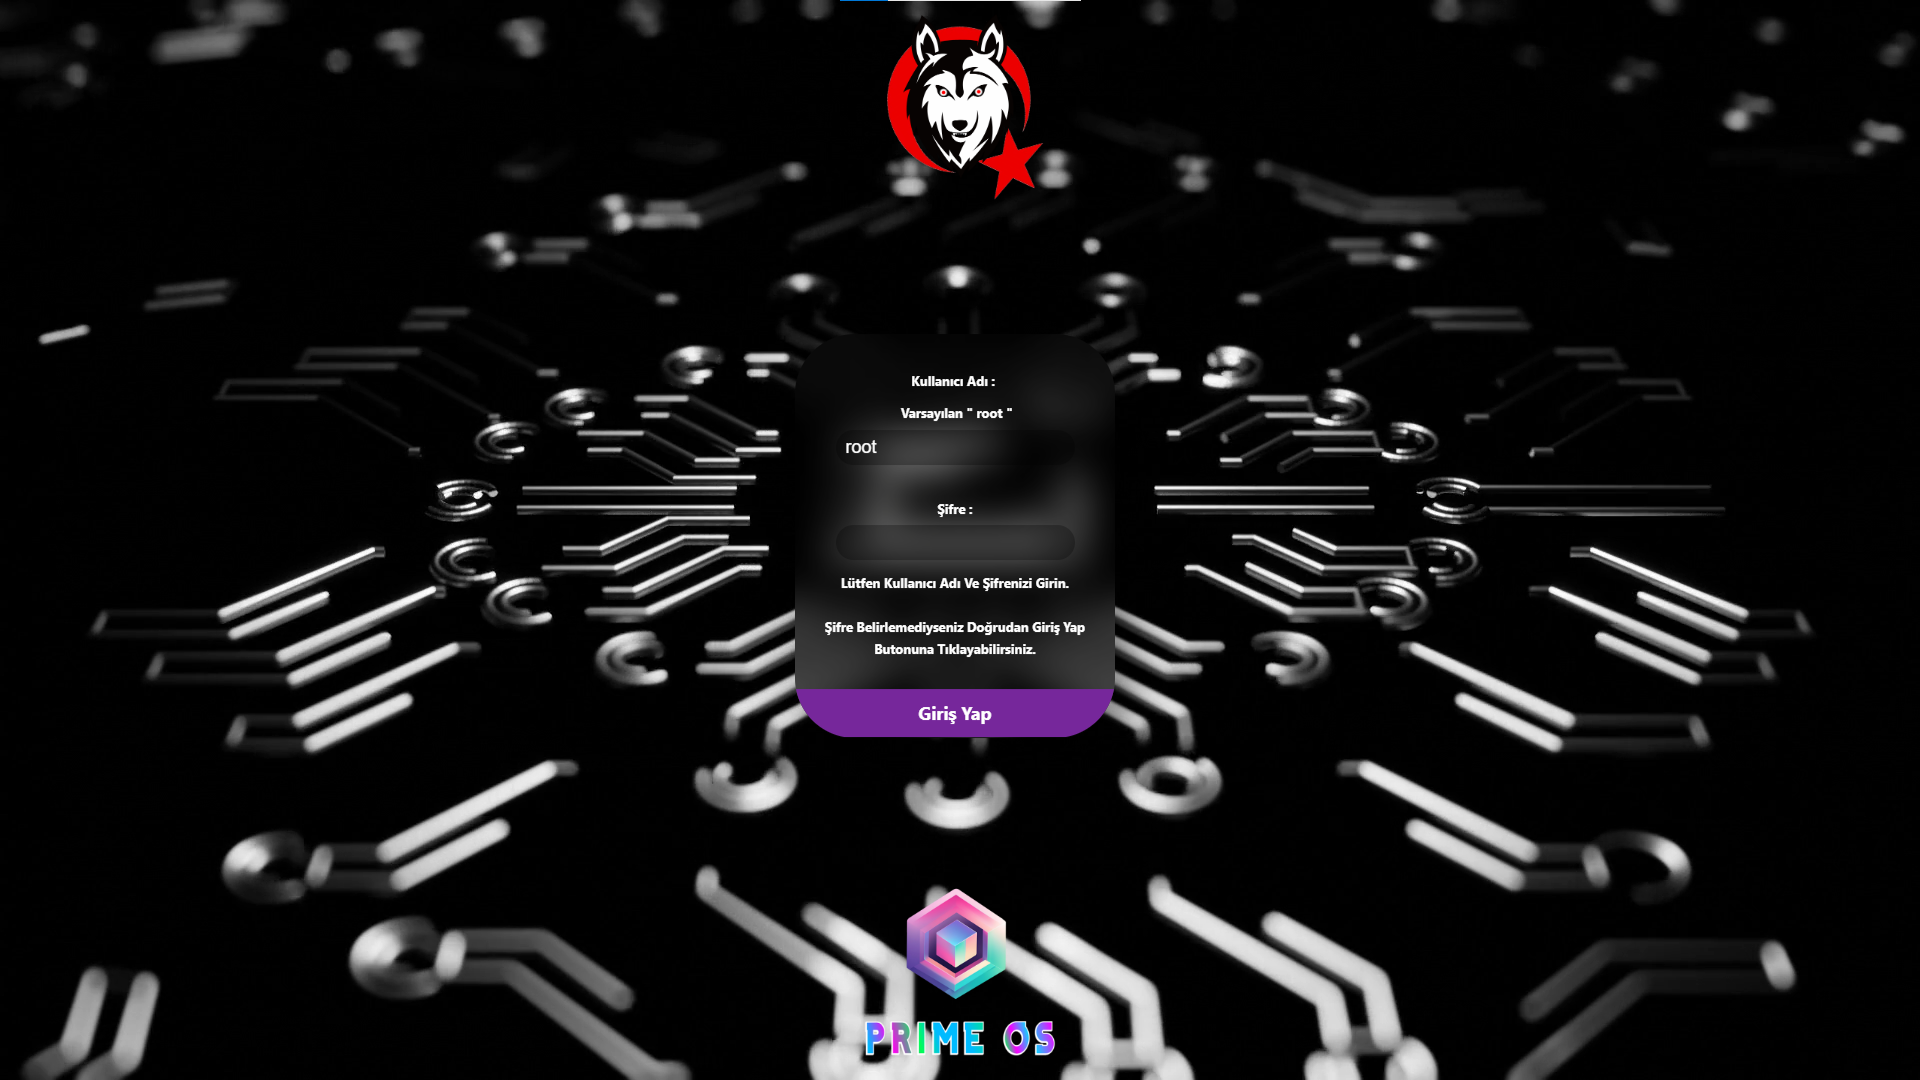 Kullanıcı Adı :
Varsayılan " root "
root
Şifre :
Lütfen Kullanıcı Adı Ve Şifrenizi Girin.
Şifre Belirlemediyseniz Doğrudan Giriş Yap
Butonuna Tıklayabilirsiniz.
Giriş Yap
PRIME OS